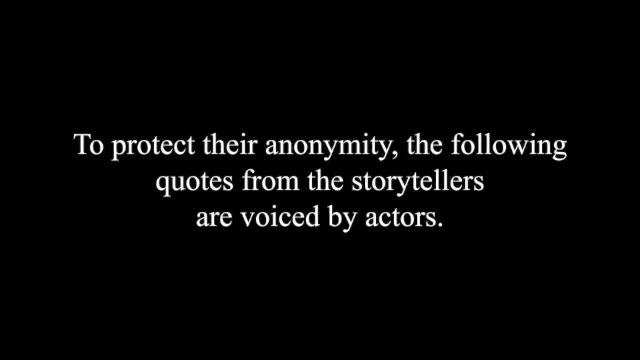 To protect their anonymity, the following
quotes from the storytellers
are voiced by actors.